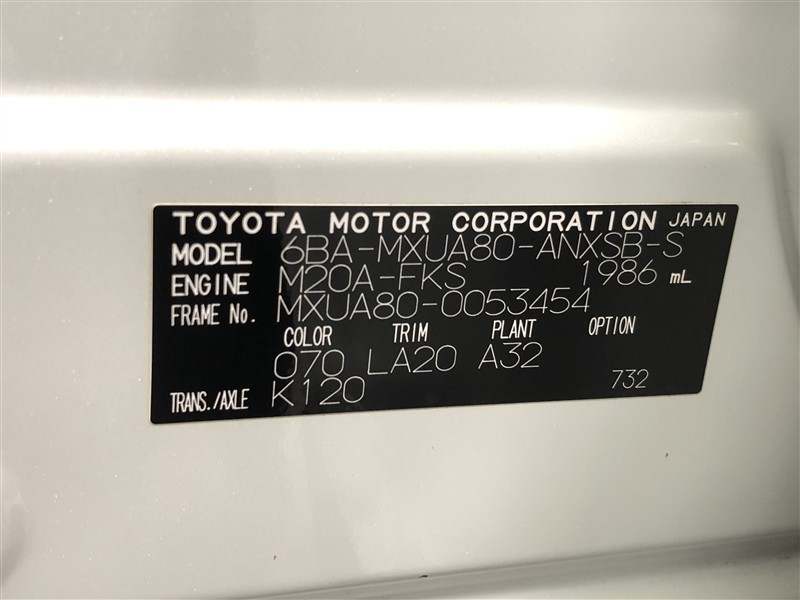 TOYOTA MOTOR CORPORATION JAPAN
MODEL 6BA-MXUA80-ANXSB-S
ENGINE M20A-FKS 1986 mL
FRAME No. MXUA80-0053454
COLOR TRIM PLANT OPTION
070 LA20 A32
TRANS./AXLE K120 732